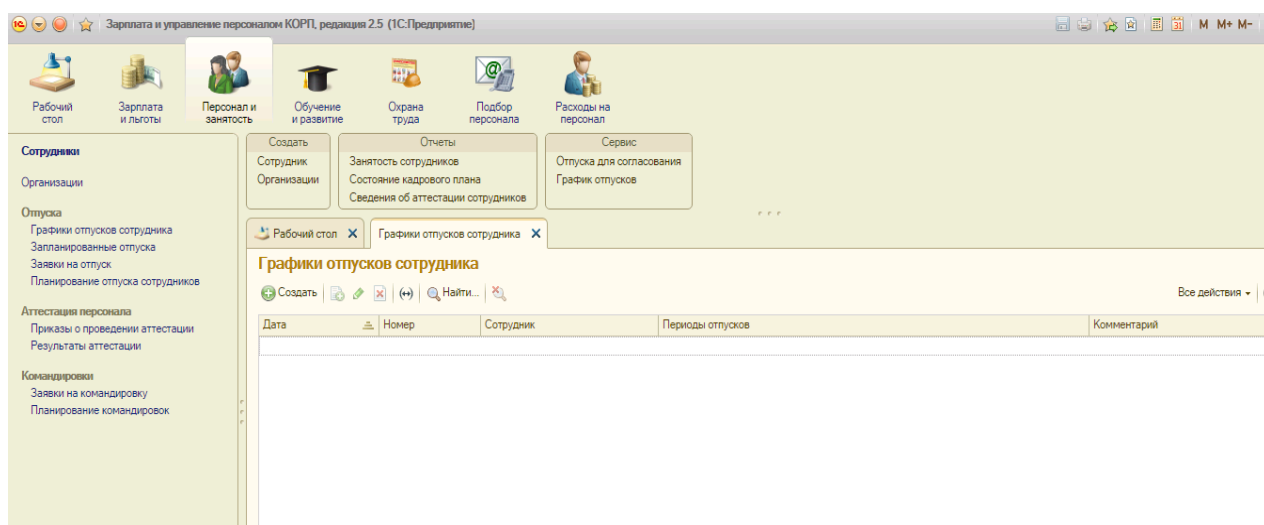 1С Зарплата и управление персоналом КОРП, редакция 2.5 (1С:Предприятие) 31 M M+ M-
Рабочий стол
Зарплата и льготы
Персонал и занятость
Обучение и развитие
Охрана труда
Подбор персонала
Расходы на персонал
Сотрудники
Организации
Отпуска
Графики отпусков сотрудника
Запланированные отпуска
Заявки на отпуск
Планирование отпуска сотрудников
Аттестация персонала
Приказы о проведении аттестации
Результаты аттестации
Командировки
Заявки на командировку
Планирование командировок
Создать
Сотрудник
Организации
Отчеты
Занятость сотрудников
Состояние кадрового плана
Сведения об аттестации сотрудников
Сервис
Отпуска для согласования
График отпусков
Рабочий стол Графики отпусков сотрудника
Графики отпусков сотрудника
Создать Найти... Все действия
Дата Номер Сотрудник Периоды отпусков Комментарий